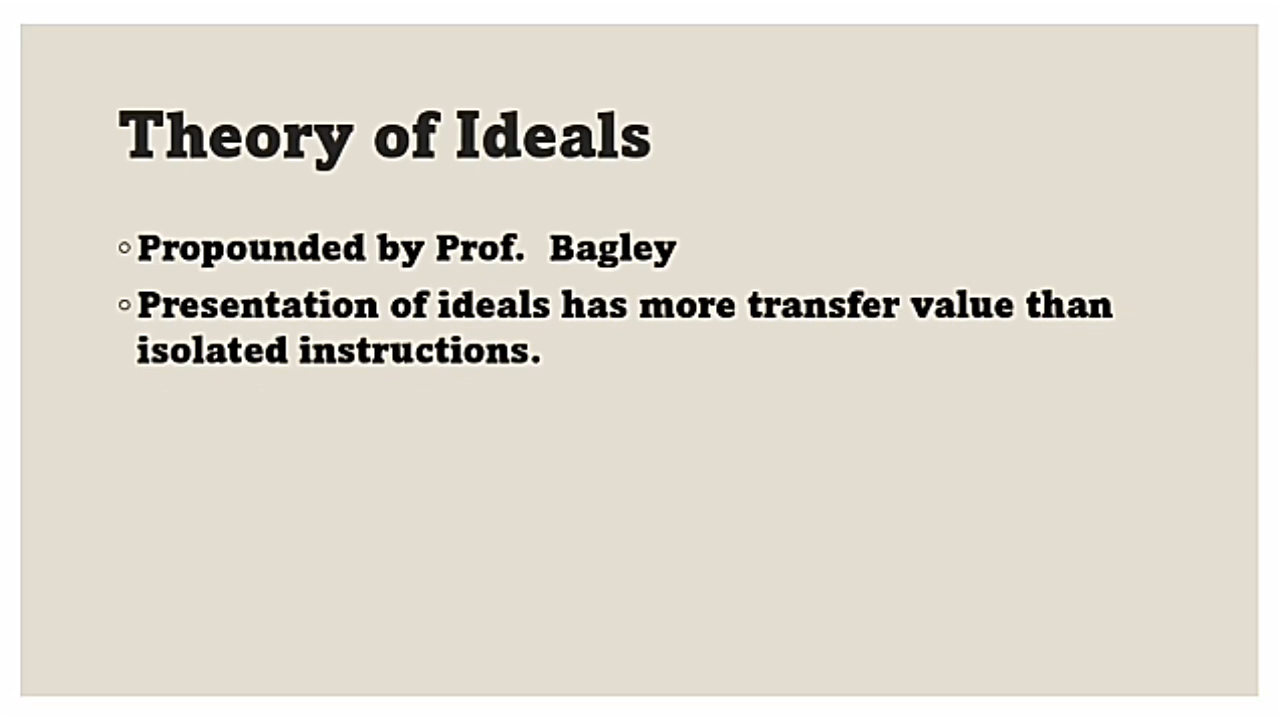 Theory of Ideals
◦Propounded by Prof.  Bagley
◦Presentation of ideals has more transfer value than
isolated instructions.